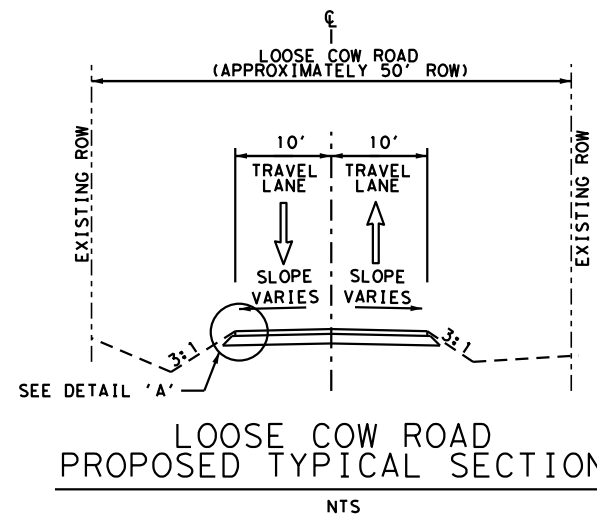 ℄
LOOSE COW ROAD
(APPROXIMATELY 50' ROW)
EXISTING ROW
EXISTING ROW
10'
10'
TRAVEL
LANE
TRAVEL
LANE
SLOPE
VARIES
SLOPE
VARIES
3:1
3:1
SEE DETAIL 'A'
LOOSE COW ROAD
PROPOSED TYPICAL SECTION
NTS